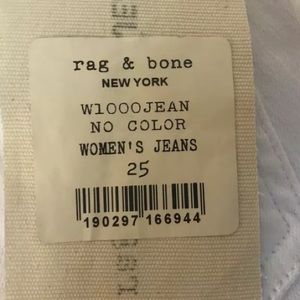 rag & bone
NEW YORK
W1000JEAN
NO COLOR
WOMEN'S JEANS
25
190297 166944